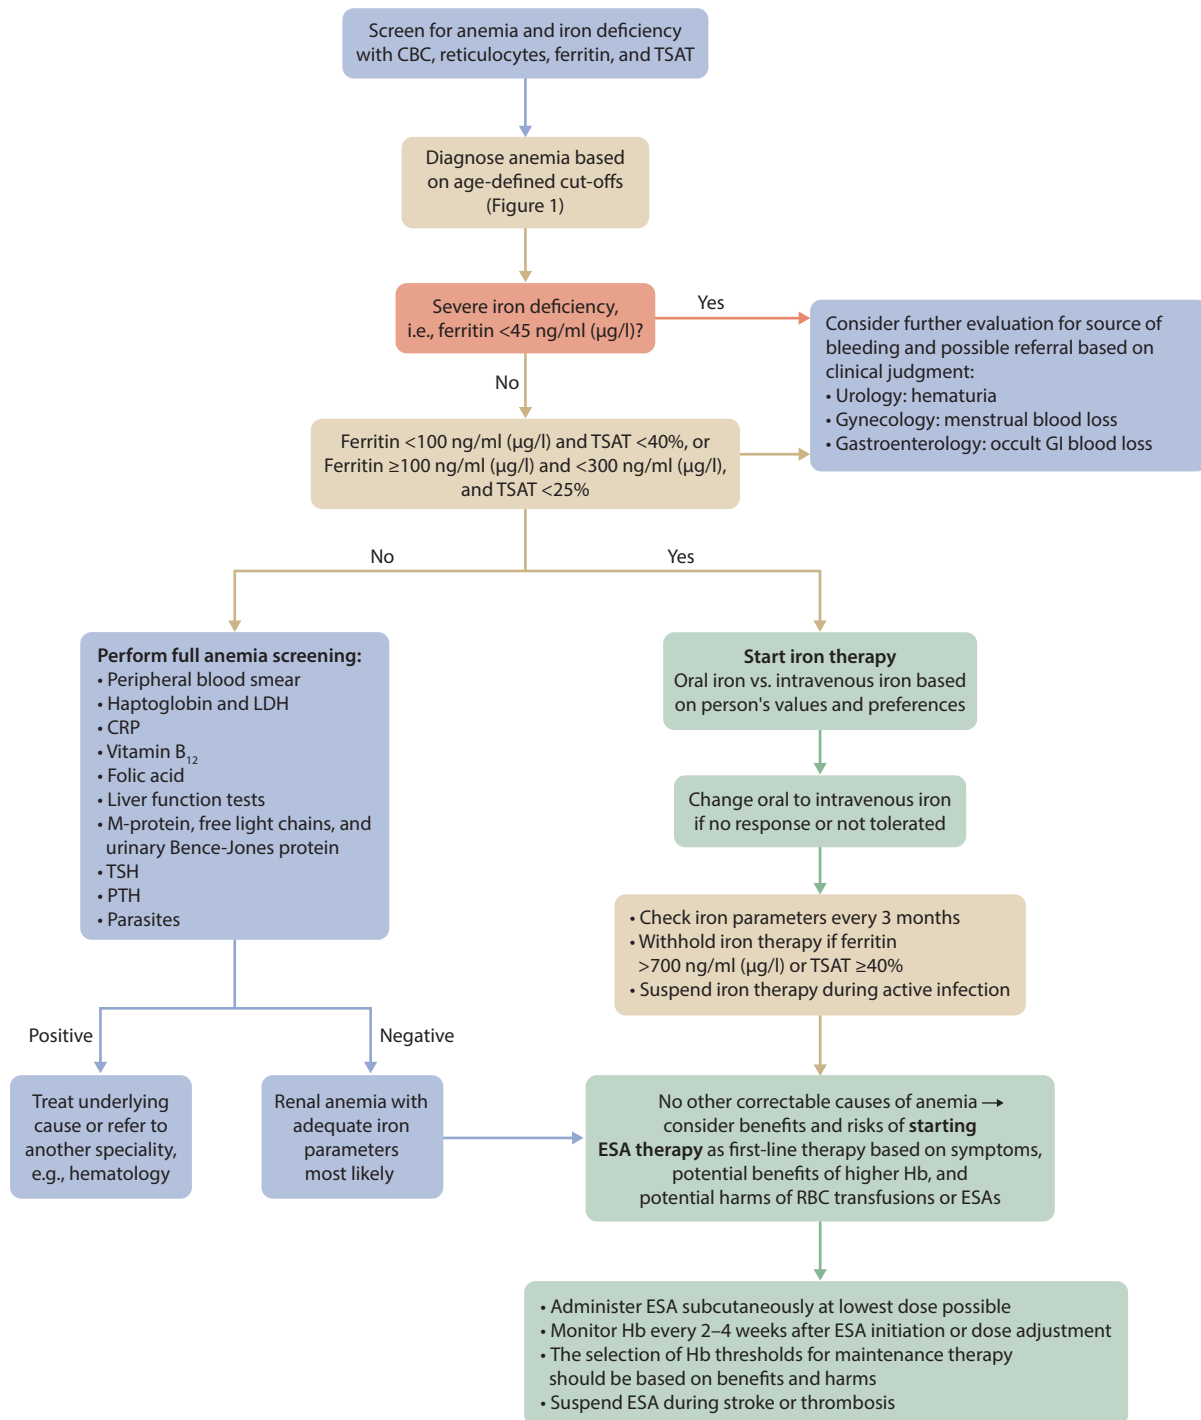 Screen for anemia and iron deficiency
with CBC, reticulocytes, ferritin, and TSAT
Diagnose anemia based
on age-defined cut-offs
(Figure 1)
Severe iron deficiency,
i.e., ferritin <45 ng/ml (μg/l)?
Yes
Consider further evaluation for source of
bleeding and possible referral based on
clinical judgment:
• Urology: hematuria
• Gynecology: menstrual blood loss
• Gastroenterology: occult GI blood loss
No
Ferritin <100 ng/ml (μg/l) and TSAT <40%, or
Ferritin ≥100 ng/ml (μg/l) and <300 ng/ml (μg/l),
and TSAT <25%
No
Yes
Perform full anemia screening:
• Peripheral blood smear
• Haptoglobin and LDH
• CRP
• Vitamin B12
• Folic acid
• Liver function tests
• M-protein, free light chains, and
urinary Bence-Jones protein
• TSH
• PTH
• Parasites
Start iron therapy
Oral iron vs. intravenous iron based
on person's values and preferences
Change oral to intravenous iron
if no response or not tolerated
• Check iron parameters every 3 months
• Withhold iron therapy if ferritin
>700 ng/ml (μg/l) or TSAT ≥40%
• Suspend iron therapy during active infection
Positive
Negative
Treat underlying
cause or refer to
another speciality,
e.g., hematology
Renal anemia with
adequate iron
parameters
most likely
No other correctable causes of anemia →
consider benefits and risks of starting
ESA therapy as first-line therapy based on symptoms,
potential benefits of higher Hb, and
potential harms of RBC transfusions or ESAs
• Administer ESA subcutaneously at lowest dose possible
• Monitor Hb every 2–4 weeks after ESA initiation or dose adjustment
• The selection of Hb thresholds for maintenance therapy
should be based on benefits and harms
• Suspend ESA during stroke or thrombosis